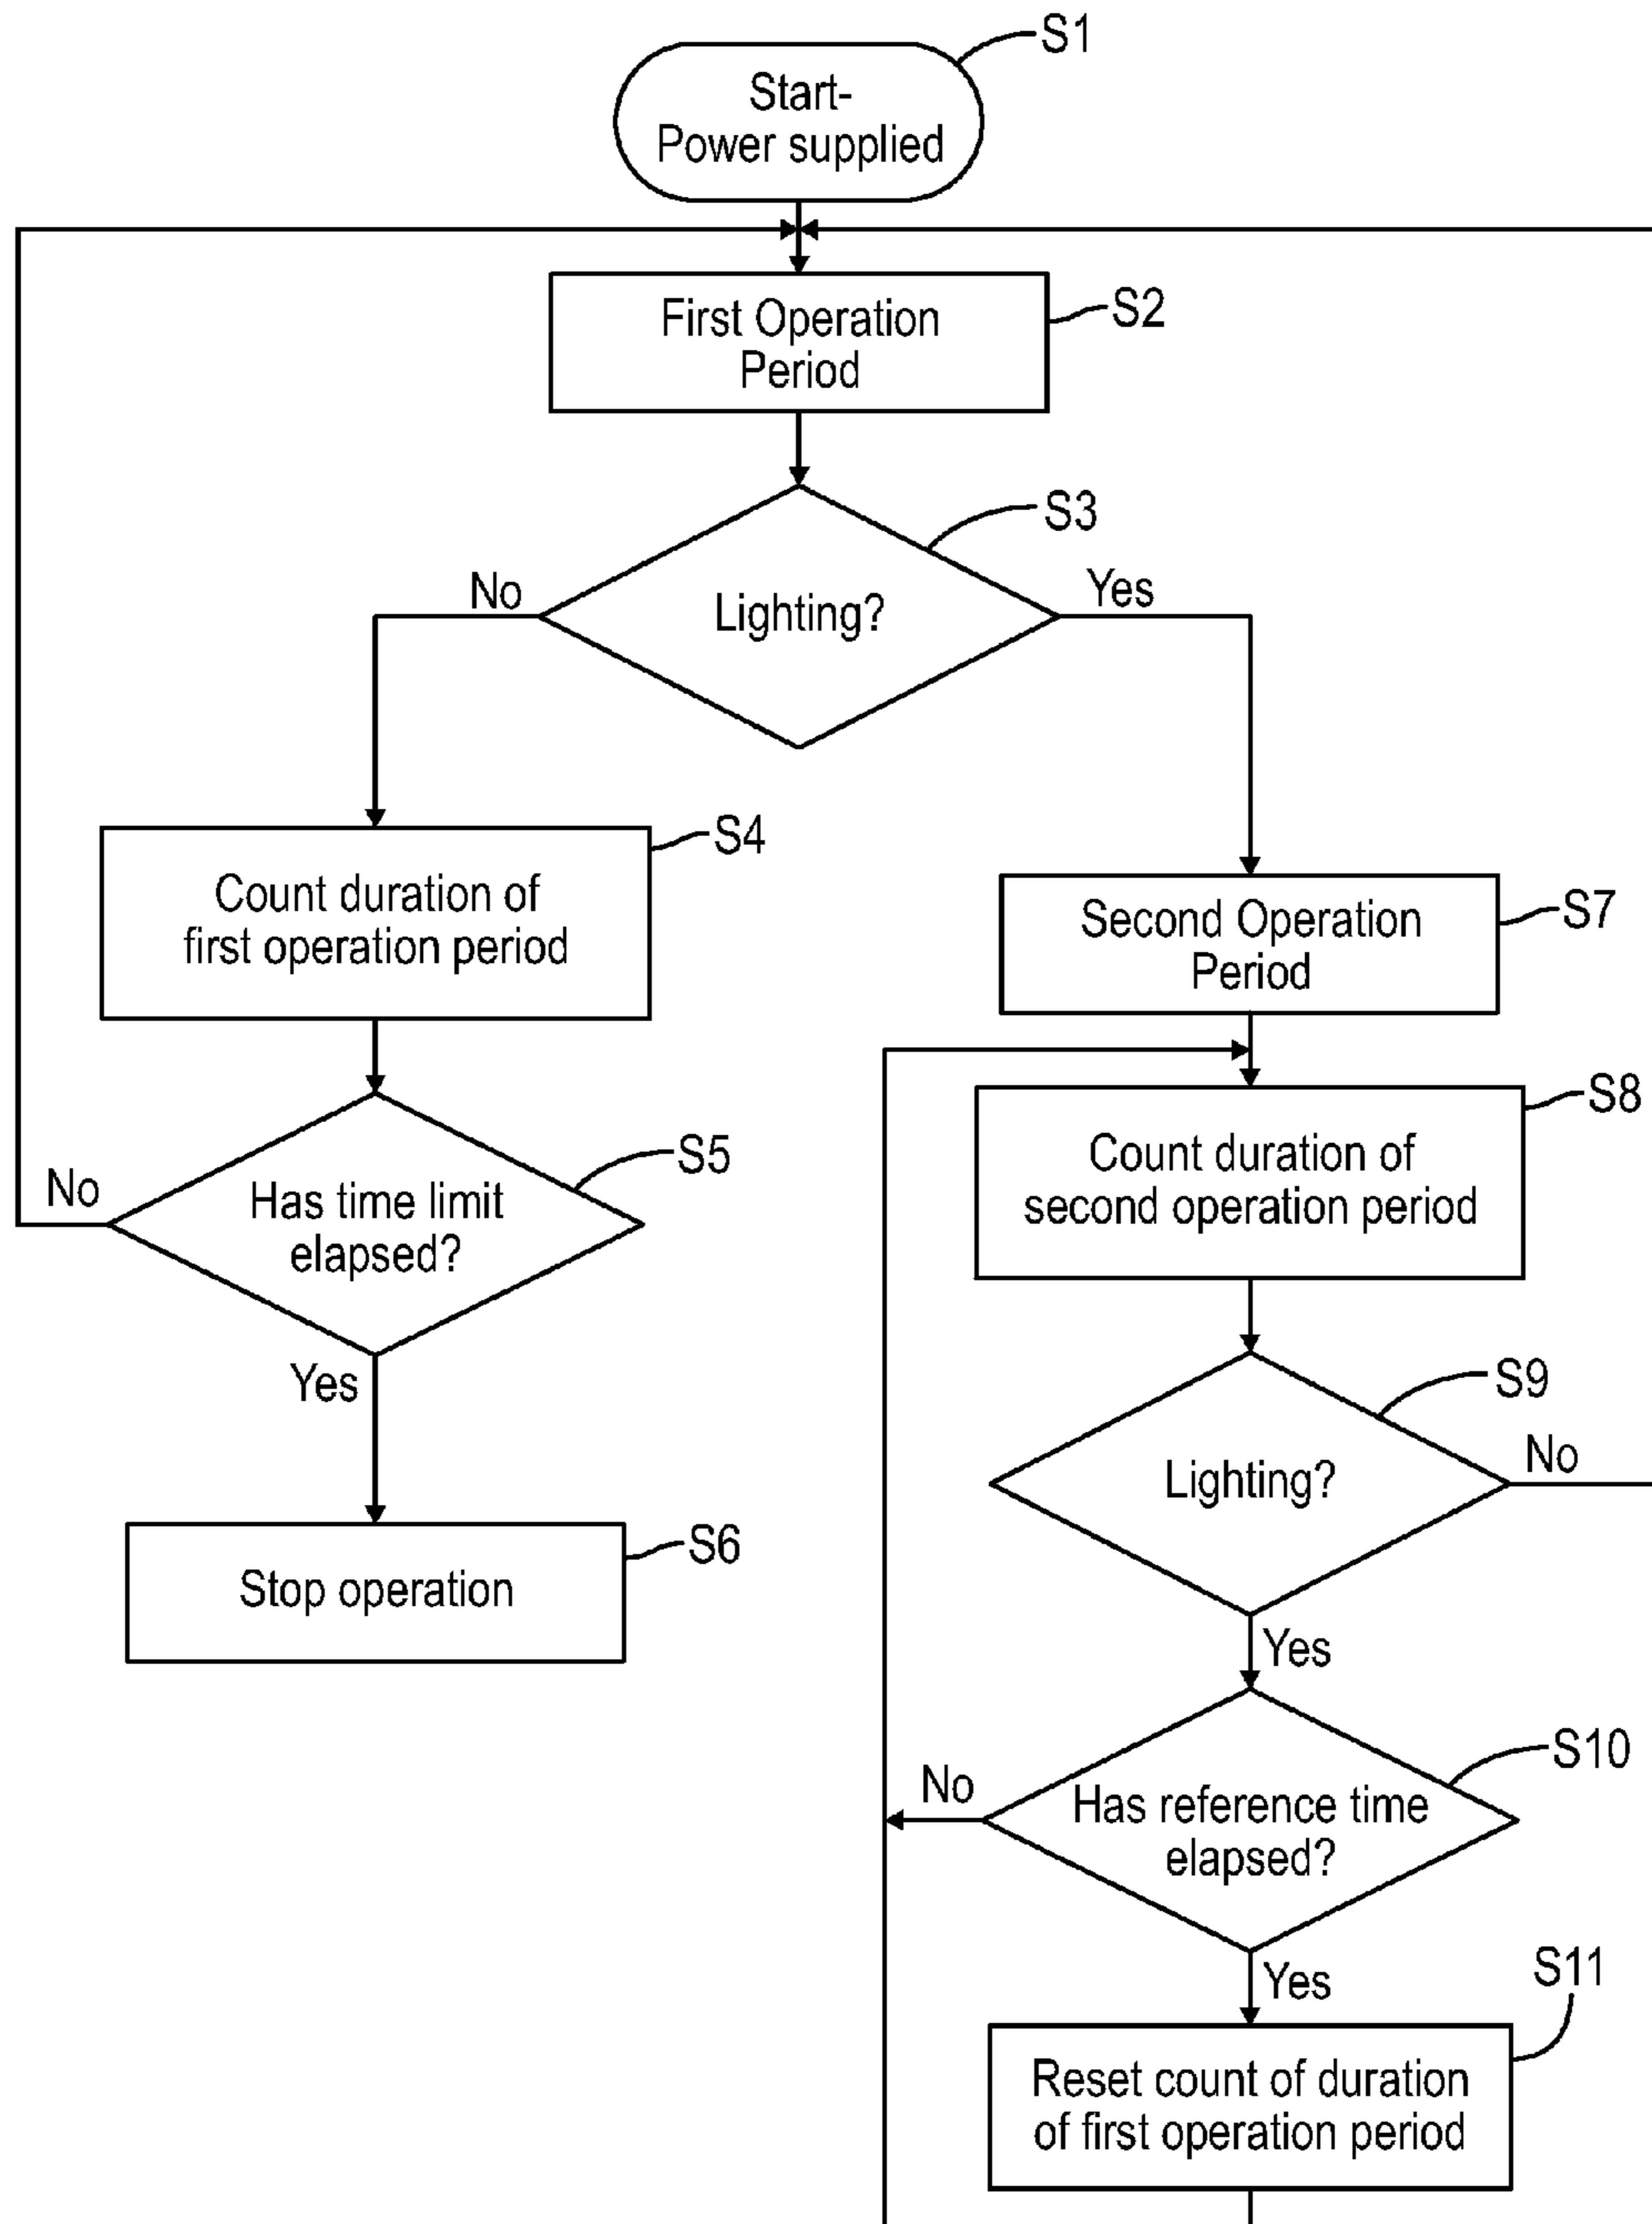 S1
Start-
Power supplied
First Operation
Period
S2
S3
No
Lighting?
Yes
S4
Count duration of
first operation period
S7
Second Operation
Period
S8
Count duration of
second operation period
S5
No
Has time limit
elapsed?
Yes
S9
Lighting?
No
Yes
S6
Stop operation
S10
No
Has reference time
elapsed?
Yes
S11
Reset count of duration
of first operation period